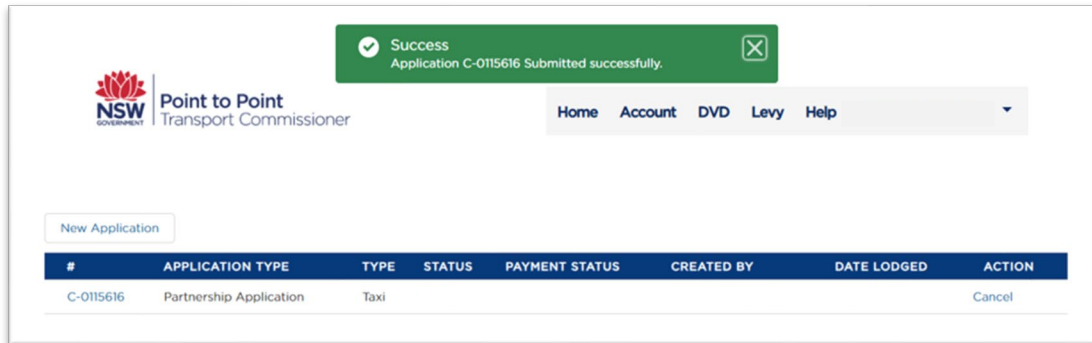 Success
Application C-0115616 Submitted successfully.
NSW
GOVERNMENT
Point to Point
Transport Commissioner
Home Account DVD Levy Help
New Application
# APPLICATION TYPE TYPE STATUS PAYMENT STATUS CREATED BY DATE LODGED ACTION
C-0115616 Partnership Application Taxi Cancel